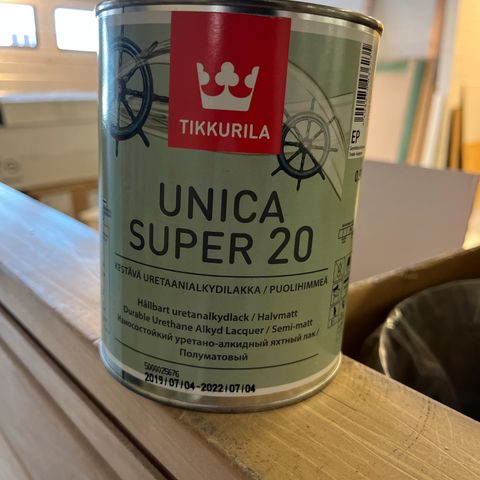 TIKKURILA
EP
UNICA
SUPER 20
KESTÄVÄ URETAANIALKYDILAKKA / PUOLIHIMMEÄ
Hållbart uretanalkydlack / Halvmatt
Durable Urethane Alkyd Lacquer / Semi-matt
Износостойкий уретано-алкидный яхтный лак /
Полуматовый
5000025676
2019/07/04-2022/07/04